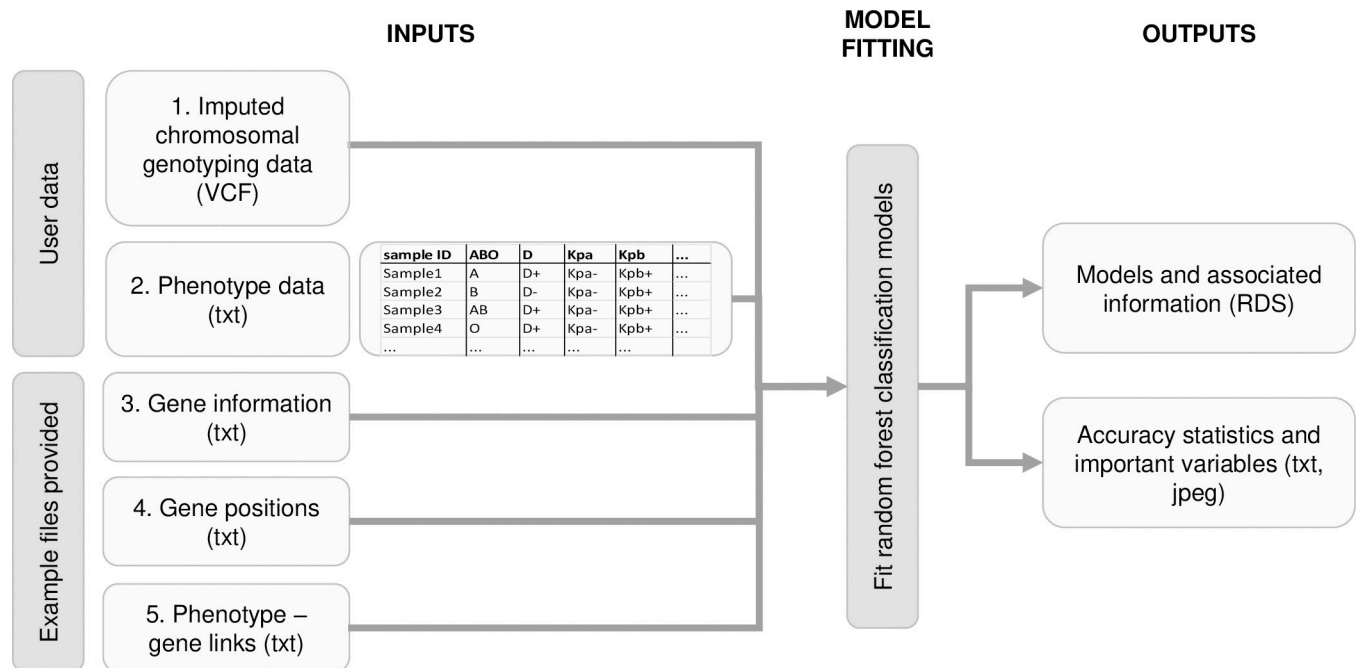 INPUTS
MODEL
FITTING
OUTPUTS
User data
1. Imputed
chromosomal
genotyping data
(VCF)
2. Phenotype data
(txt)
sample ID ABO D Kpa Kpb ...
Sample1 A D+ Kpa- Kpb+ ...
Sample2 B D- Kpa- Kpb+ ...
Sample3 AB D+ Kpa- Kpb+ ...
Sample4 O D+ Kpa- Kpb+ ...
... ... ... ... ...
Example files provided
3. Gene information
(txt)
4. Gene positions
(txt)
5. Phenotype –
gene links (txt)
Fit random forest classification models
Models and associated
information (RDS)
Accuracy statistics and
important variables (txt,
jpeg)